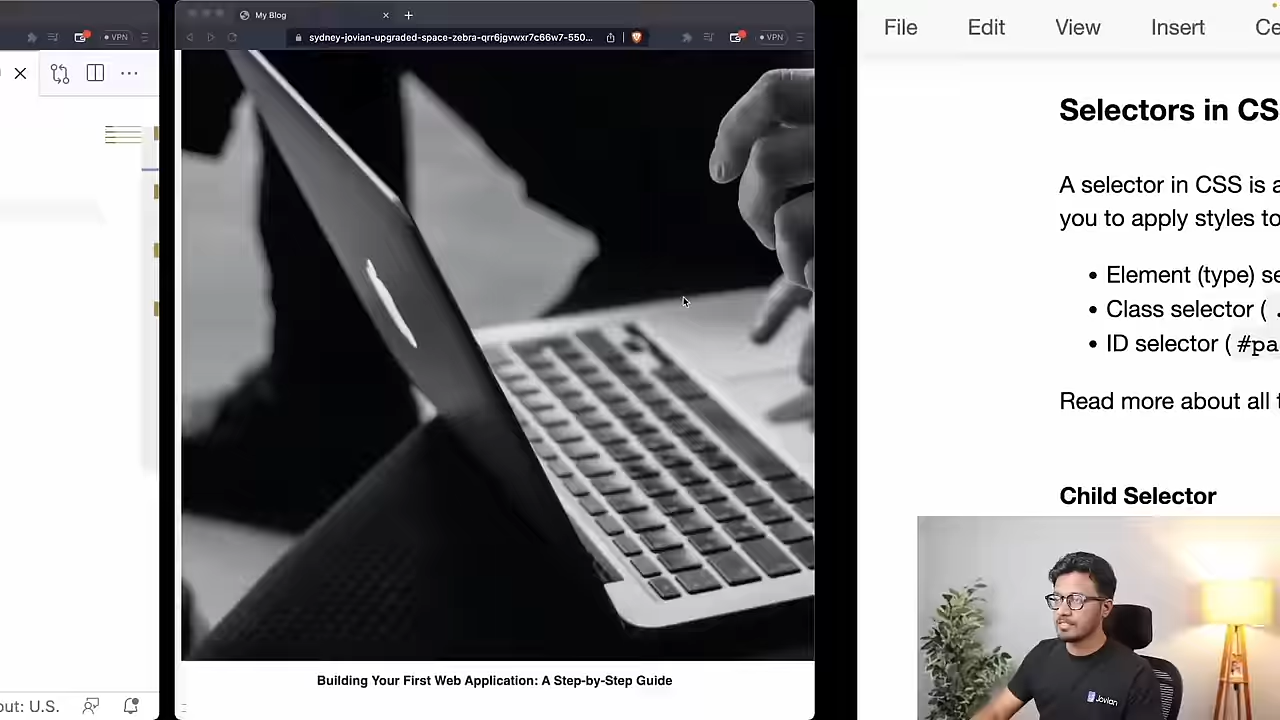 My Blog
VPN
sydney-jovian-upgraded-space-zebra-qrr6jgvwxr7c66w7-550...
VPN
File Edit View Insert Ce
Selectors in CS
A selector in CSS is a
you to apply styles to
• Element (type) se
• Class selector ( .
• ID selector ( #pa
Read more about all t
Child Selector
Building Your First Web Application: A Step-by-Step Guide
out: U.S.
Jovian